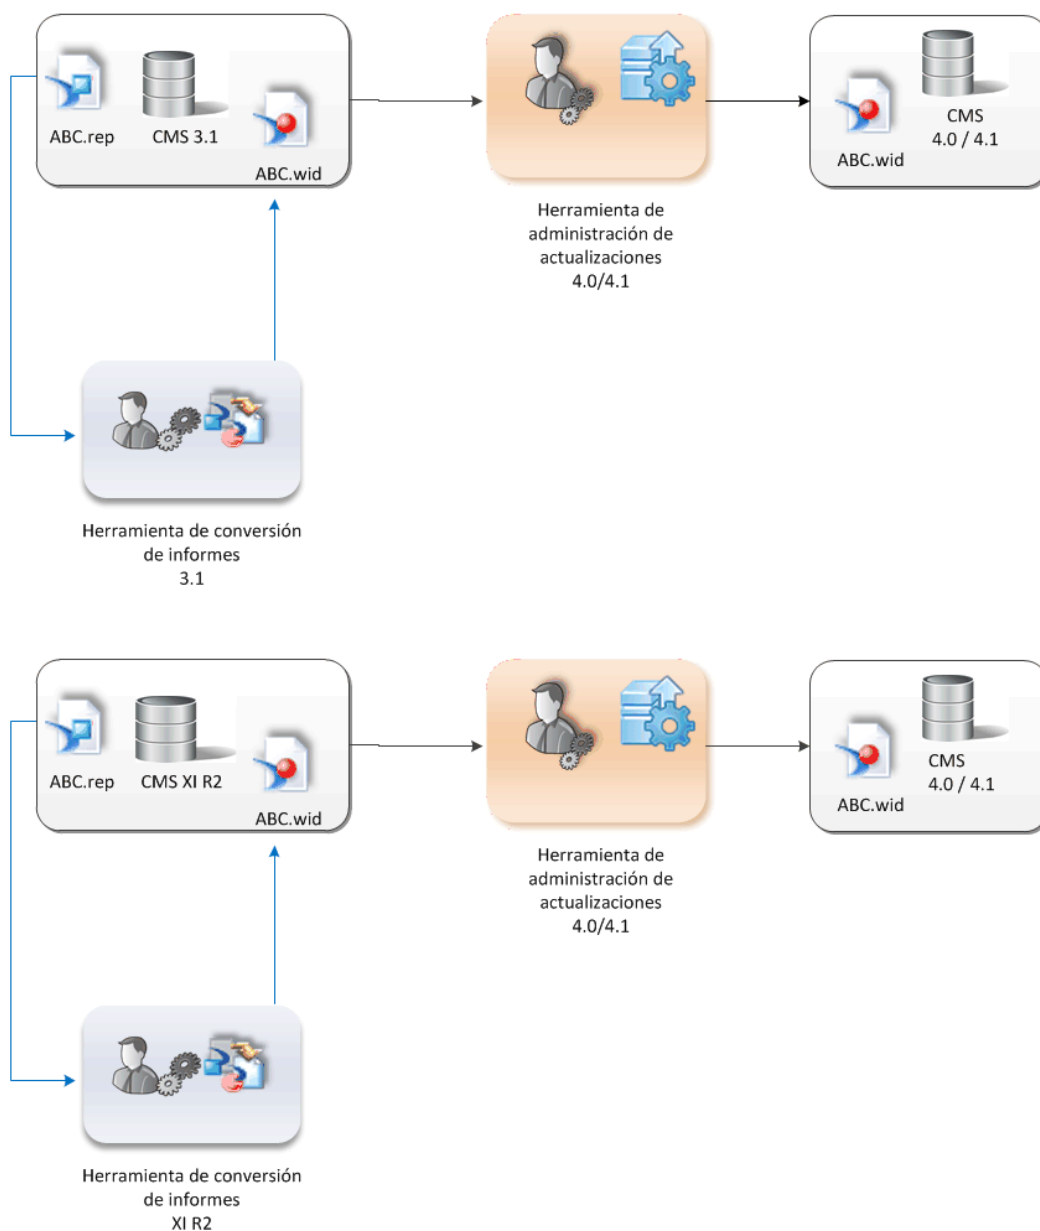 ABC.rep
CMS 3.1
ABC.wid
Herramienta de
administración de
actualizaciones
4.0/4.1
ABC.wid
CMS
4.0 / 4.1
Herramienta de conversión
de informes
3.1
ABC.rep
CMS XI R2
ABC.wid
Herramienta de
administración de
actualizaciones
4.0/4.1
ABC.wid
CMS
4.0 / 4.1
Herramienta de conversión
de informes
XI R2